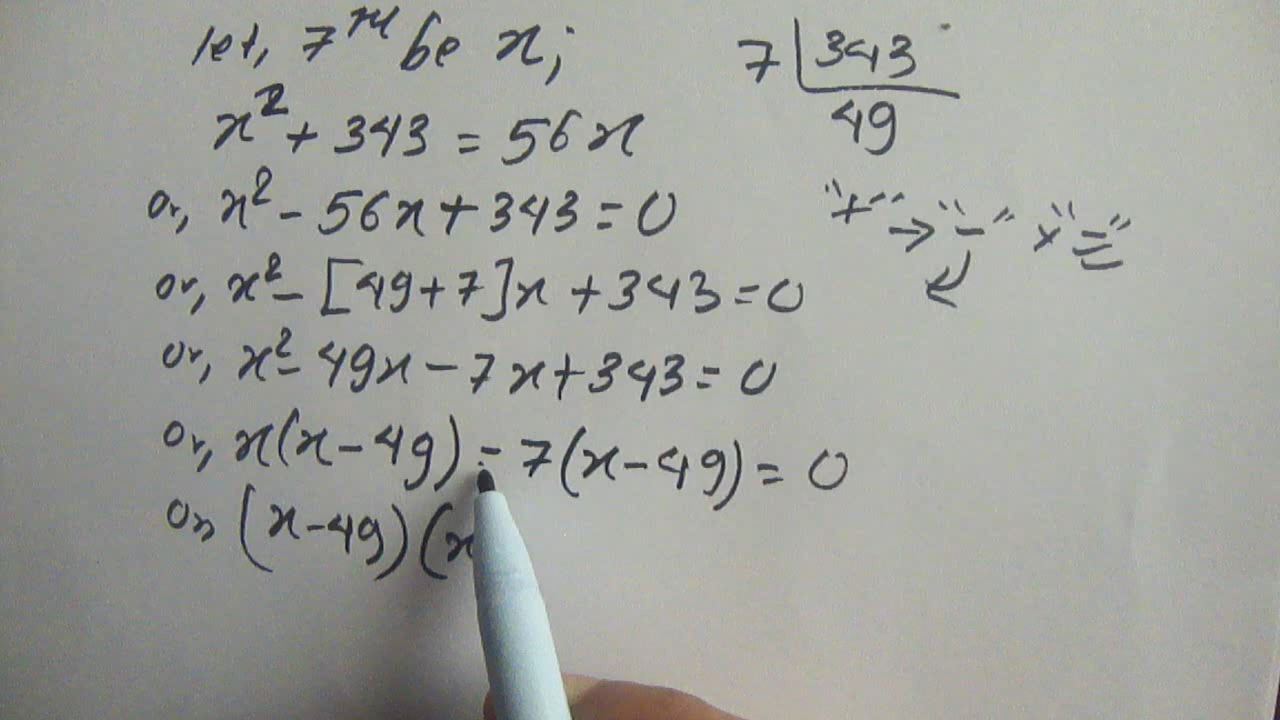 let, 7^x be x;
x² + 343 = 56x
or, x² - 56x + 343 = 0
or, x² - [49+7]x + 343 = 0
or, x² - 49x - 7x + 343 = 0
or, x(x - 49) - 7(x - 49) = 0
or (x - 49)(x
7 | 343
49
"+" → "-" × "="